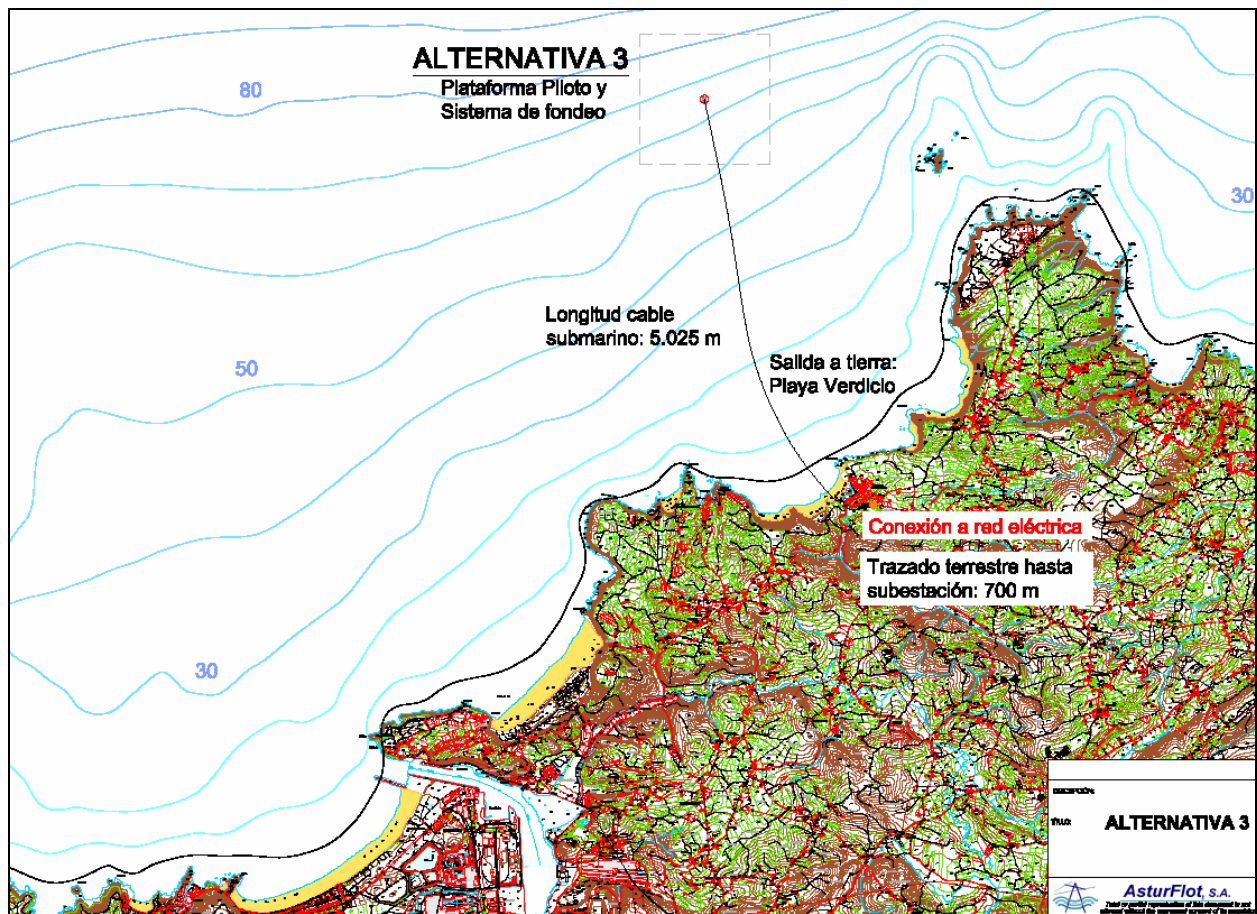 ALTERNATIVA 3
Plataforma Piloto y
Sistema de fondeo
80
30
Longitud cable
submarino: 5.025 m
Salida a tierra:
Playa Verdicio
50
Conexión a red eléctrica
Trazado terrestre hasta
subestación: 700 m
30
ALTERNATIVA 3
AsturFlot, S.A.